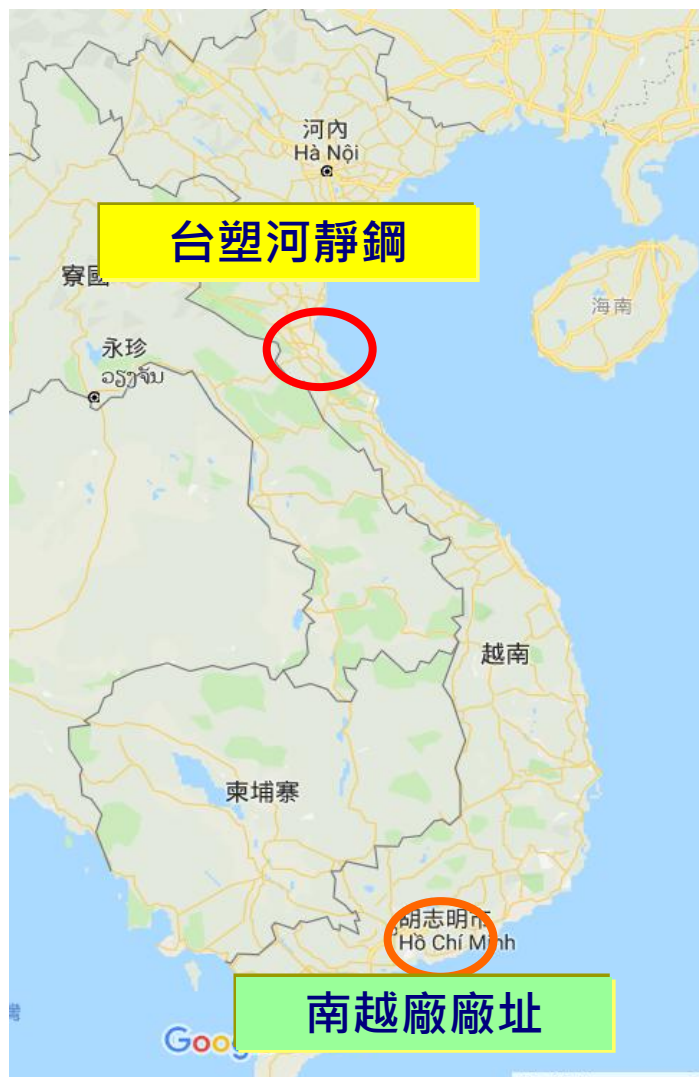 河內
Hà Nội
台塑河靜鋼
寮國
海南
永珍
ວຽງຈັນ
越南
柬埔寨
胡志明市
Hồ Chí Minh
南越廠廠址
Goog